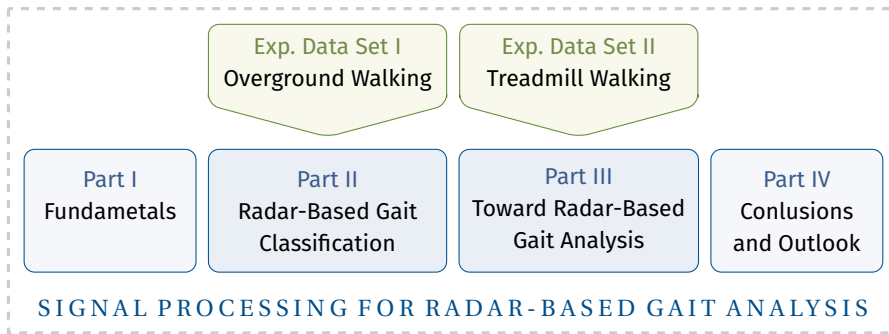 Exp. Data Set I
Overground Walking
Exp. Data Set II
Treadmill Walking
Part I
Fundametals
Part II
Radar-Based Gait
Classification
Part III
Toward Radar-Based
Gait Analysis
Part IV
Conlusions
and Outlook
SIGNAL PROCESSING FOR RADAR-BASED GAIT ANALYSIS